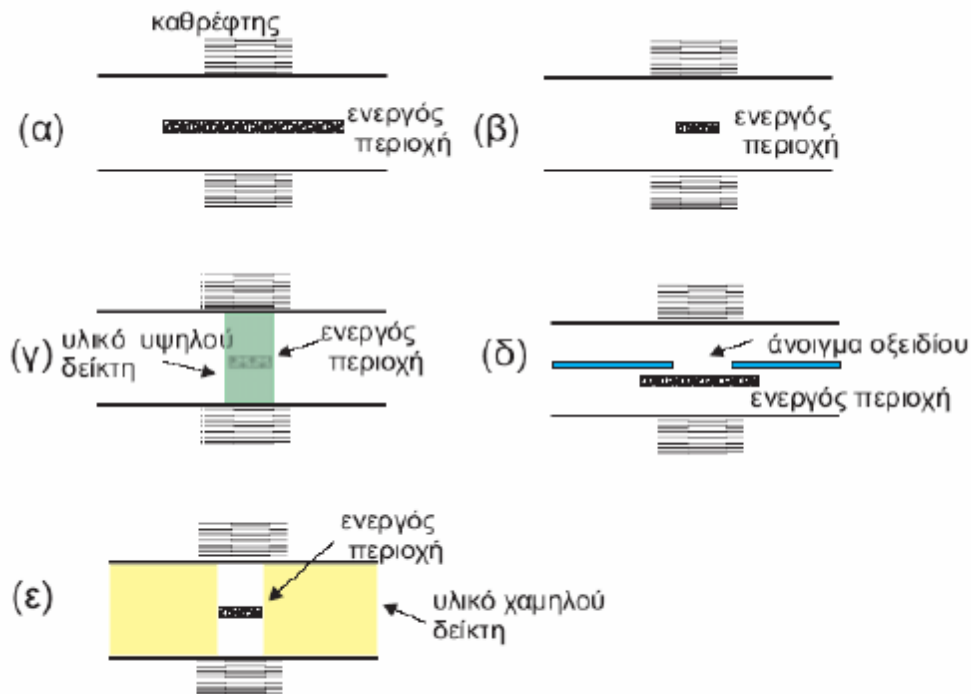 καθρέφτης
(α)
ενεργός
περιοχή
(β)
ενεργός
περιοχή
(γ)
υλικό υψηλού
δείκτη
ενεργός
περιοχή
(δ)
άνοιγμα οξειδίου
ενεργός περιοχή
(ε)
ενεργός
περιοχή
υλικό χαμηλού
δείκτη